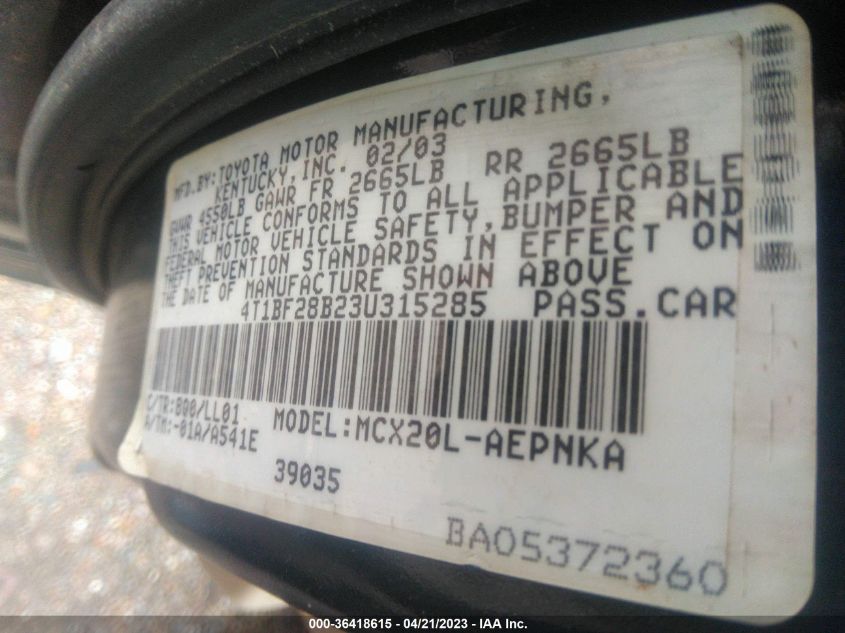 MFD.BY:TOYOTA MOTOR MANUFACTURING,
KENTUCKY,INC. 02/03
GVWR 4550LB GAWR FR 2665LB RR 2665LB
THIS VEHICLE CONFORMS TO ALL APPLICABLE
FEDERAL MOTOR VEHICLE SAFETY,BUMPER AND
THEFT PREVENTION STANDARDS IN EFFECT ON
THE DATE OF MANUFACTURE SHOWN ABOVE
4T1BF28B23U315285 PASS.CAR
C/TR:8Q0/LL01 MODEL:MCX20L-AEPNKA
A/TM:-01A/A541E
39035
BA05372360
000-36418615 - 04/21/2023 - IAA Inc.